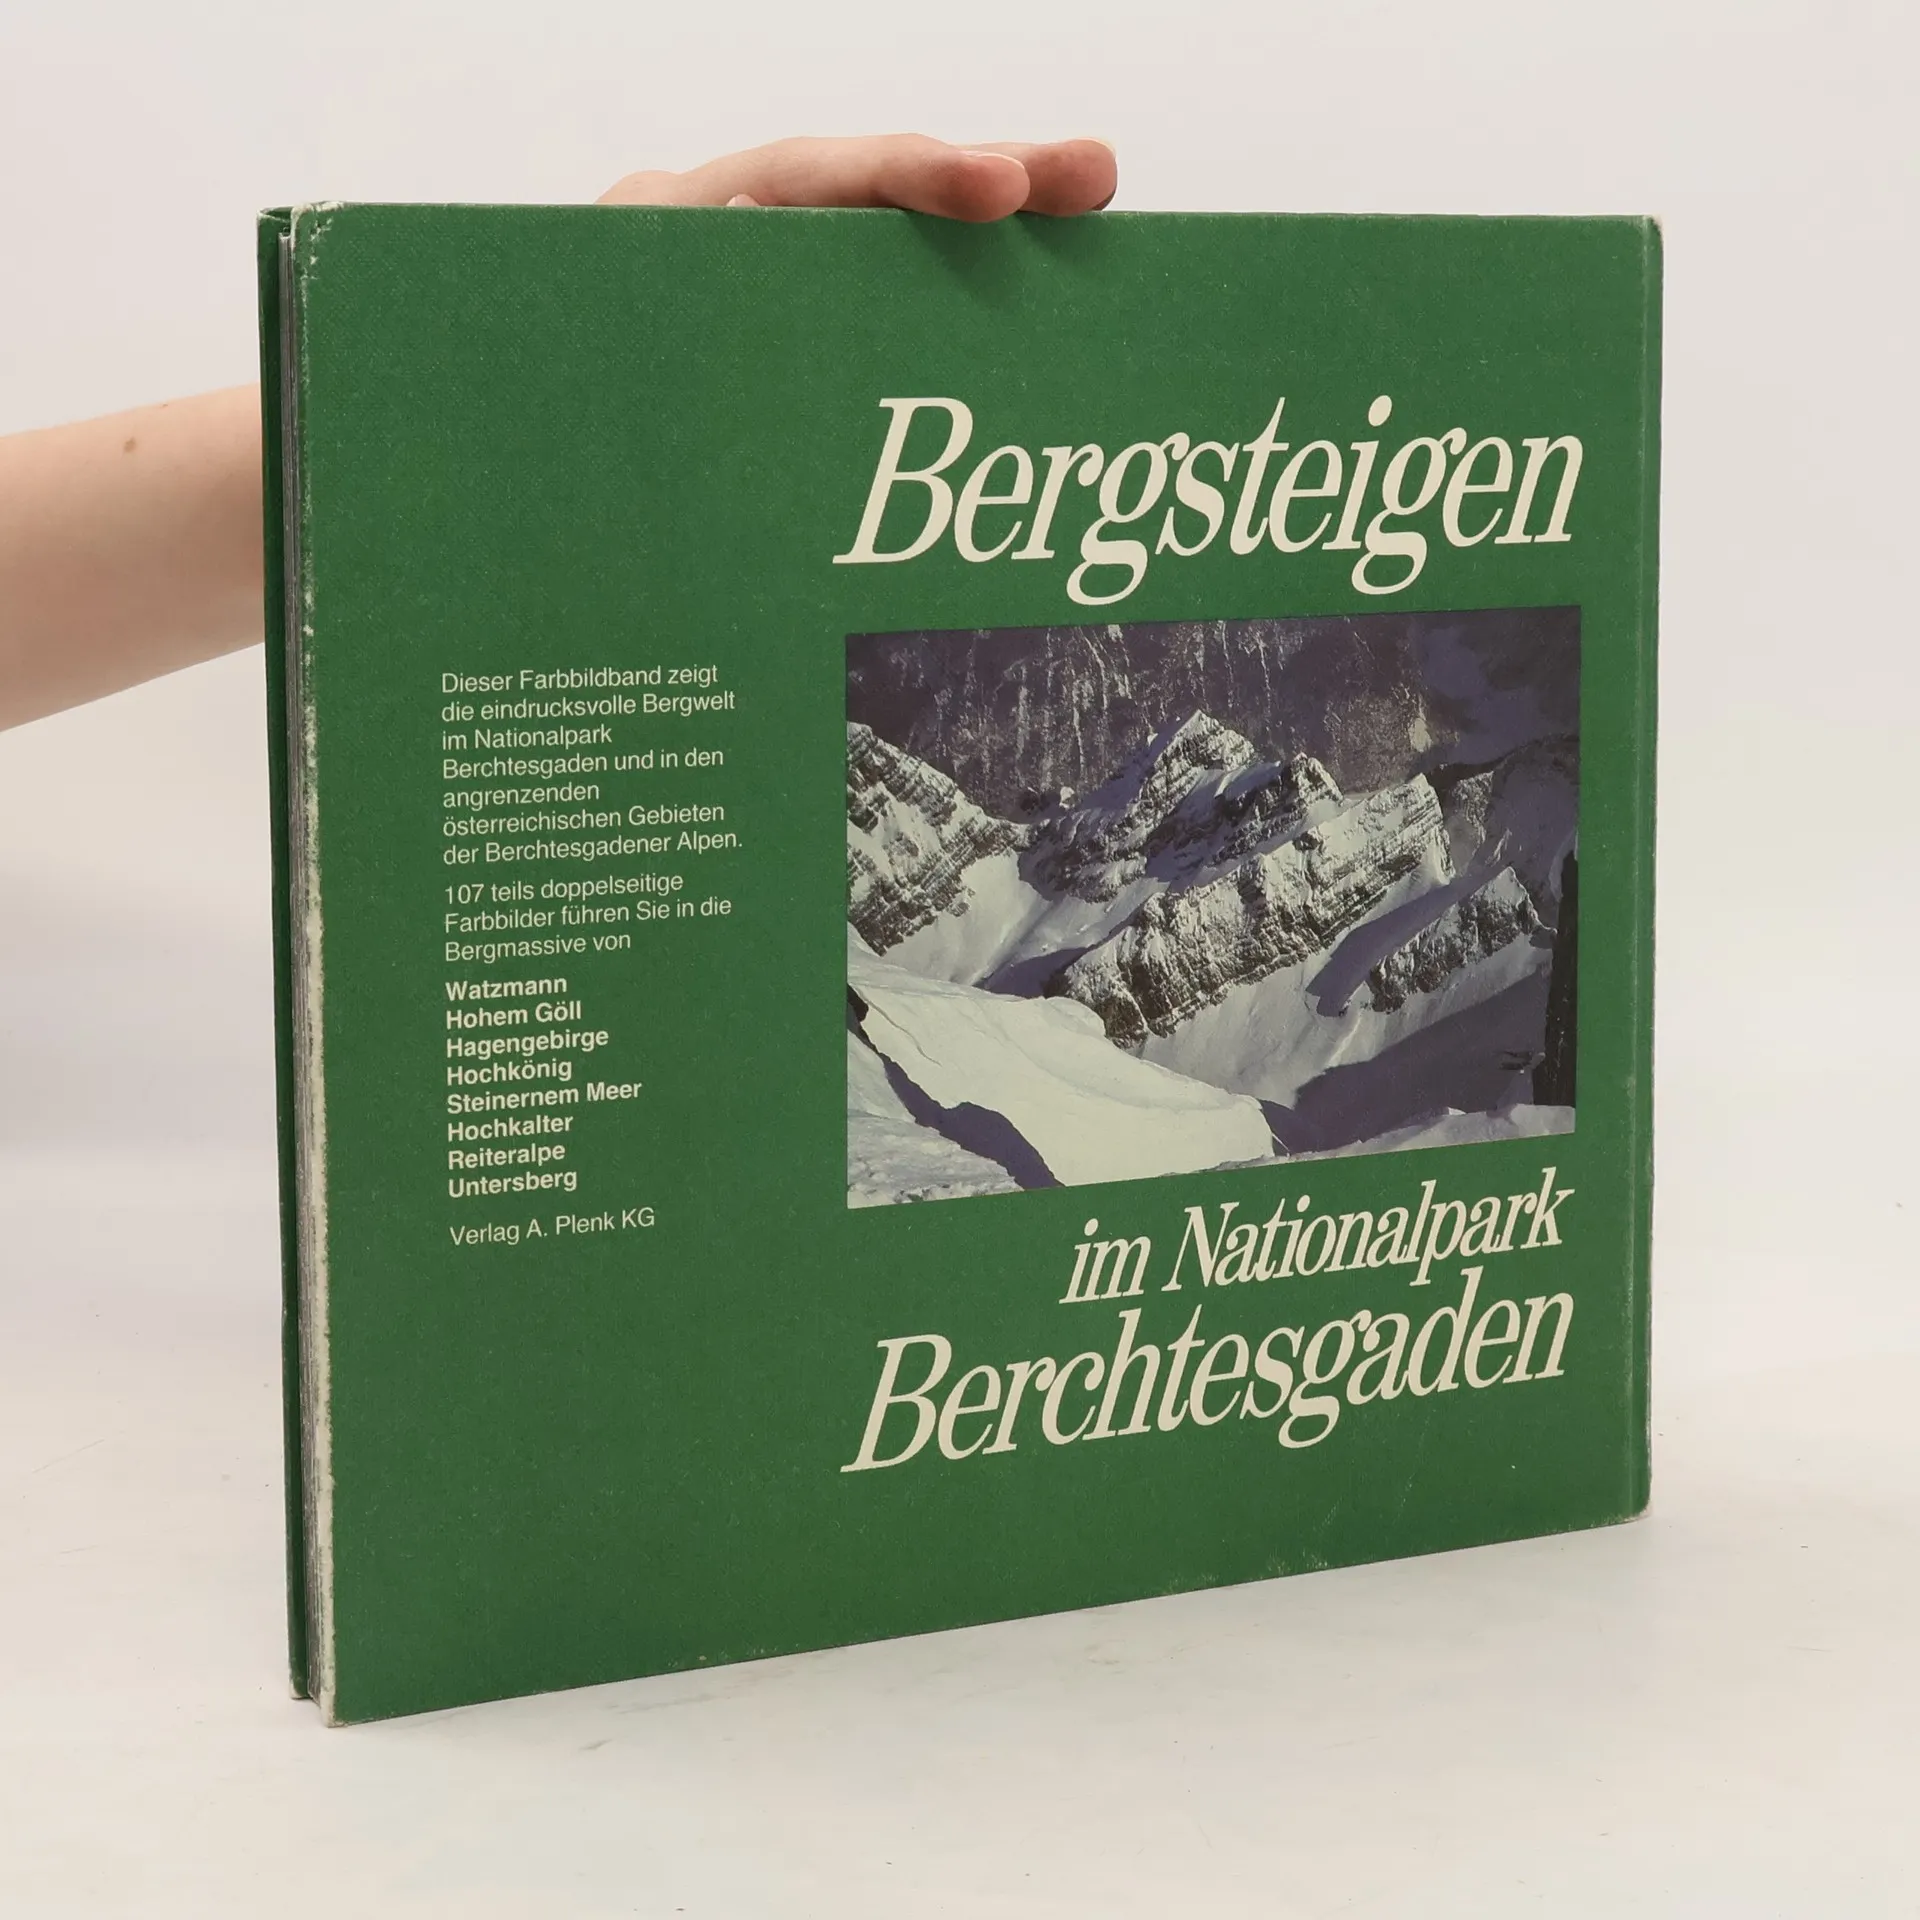 Bergsteigen
Dieser Farbbildband zeigt
die eindrucksvolle Bergwelt
im Nationalpark
Berchtesgaden und in den
angrenzenden
österreichischen Gebieten
der Berchtesgadener Alpen.
107 teils doppelseitige
Farbbilder führen Sie in die
Bergmassive von
Watzmann
Hohem Göll
Hagengebirge
Hochkönig
Steinernem Meer
Hochkalter
Reiteralpe
Untersberg
Verlag A. Plenk KG
im Nationalpark
Berchtesgaden